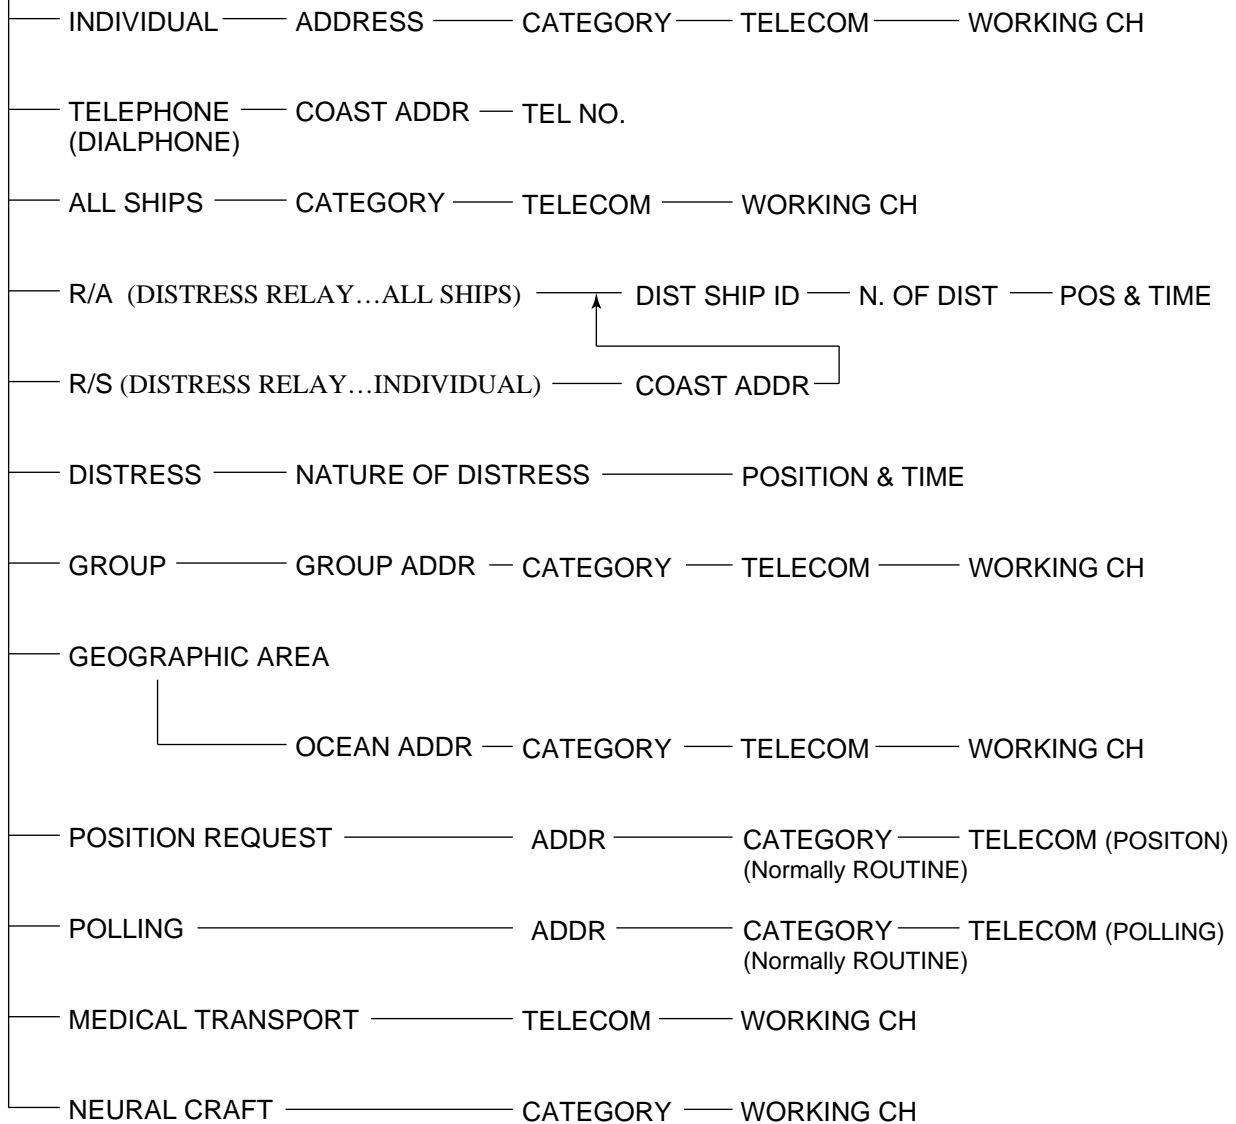 INDIVIDUAL ADDRESS CATEGORY TELECOM WORKING CH
TELEPHONE COAST ADDR TEL NO.
(DIALPHONE)
ALL SHIPS CATEGORY TELECOM WORKING CH
R/A (DISTRESS RELAY…ALL SHIPS) DIST SHIP ID N. OF DIST POS & TIME
R/S (DISTRESS RELAY…INDIVIDUAL) COAST ADDR
DISTRESS NATURE OF DISTRESS POSITION & TIME
GROUP GROUP ADDR CATEGORY TELECOM WORKING CH
GEOGRAPHIC AREA
OCEAN ADDR CATEGORY TELECOM WORKING CH
POSITION REQUEST ADDR CATEGORY TELECOM (POSITON)
(Normally ROUTINE)
POLLING ADDR CATEGORY TELECOM (POLLING)
(Normally ROUTINE)
MEDICAL TRANSPORT TELECOM WORKING CH
NEURAL CRAFT CATEGORY WORKING CH